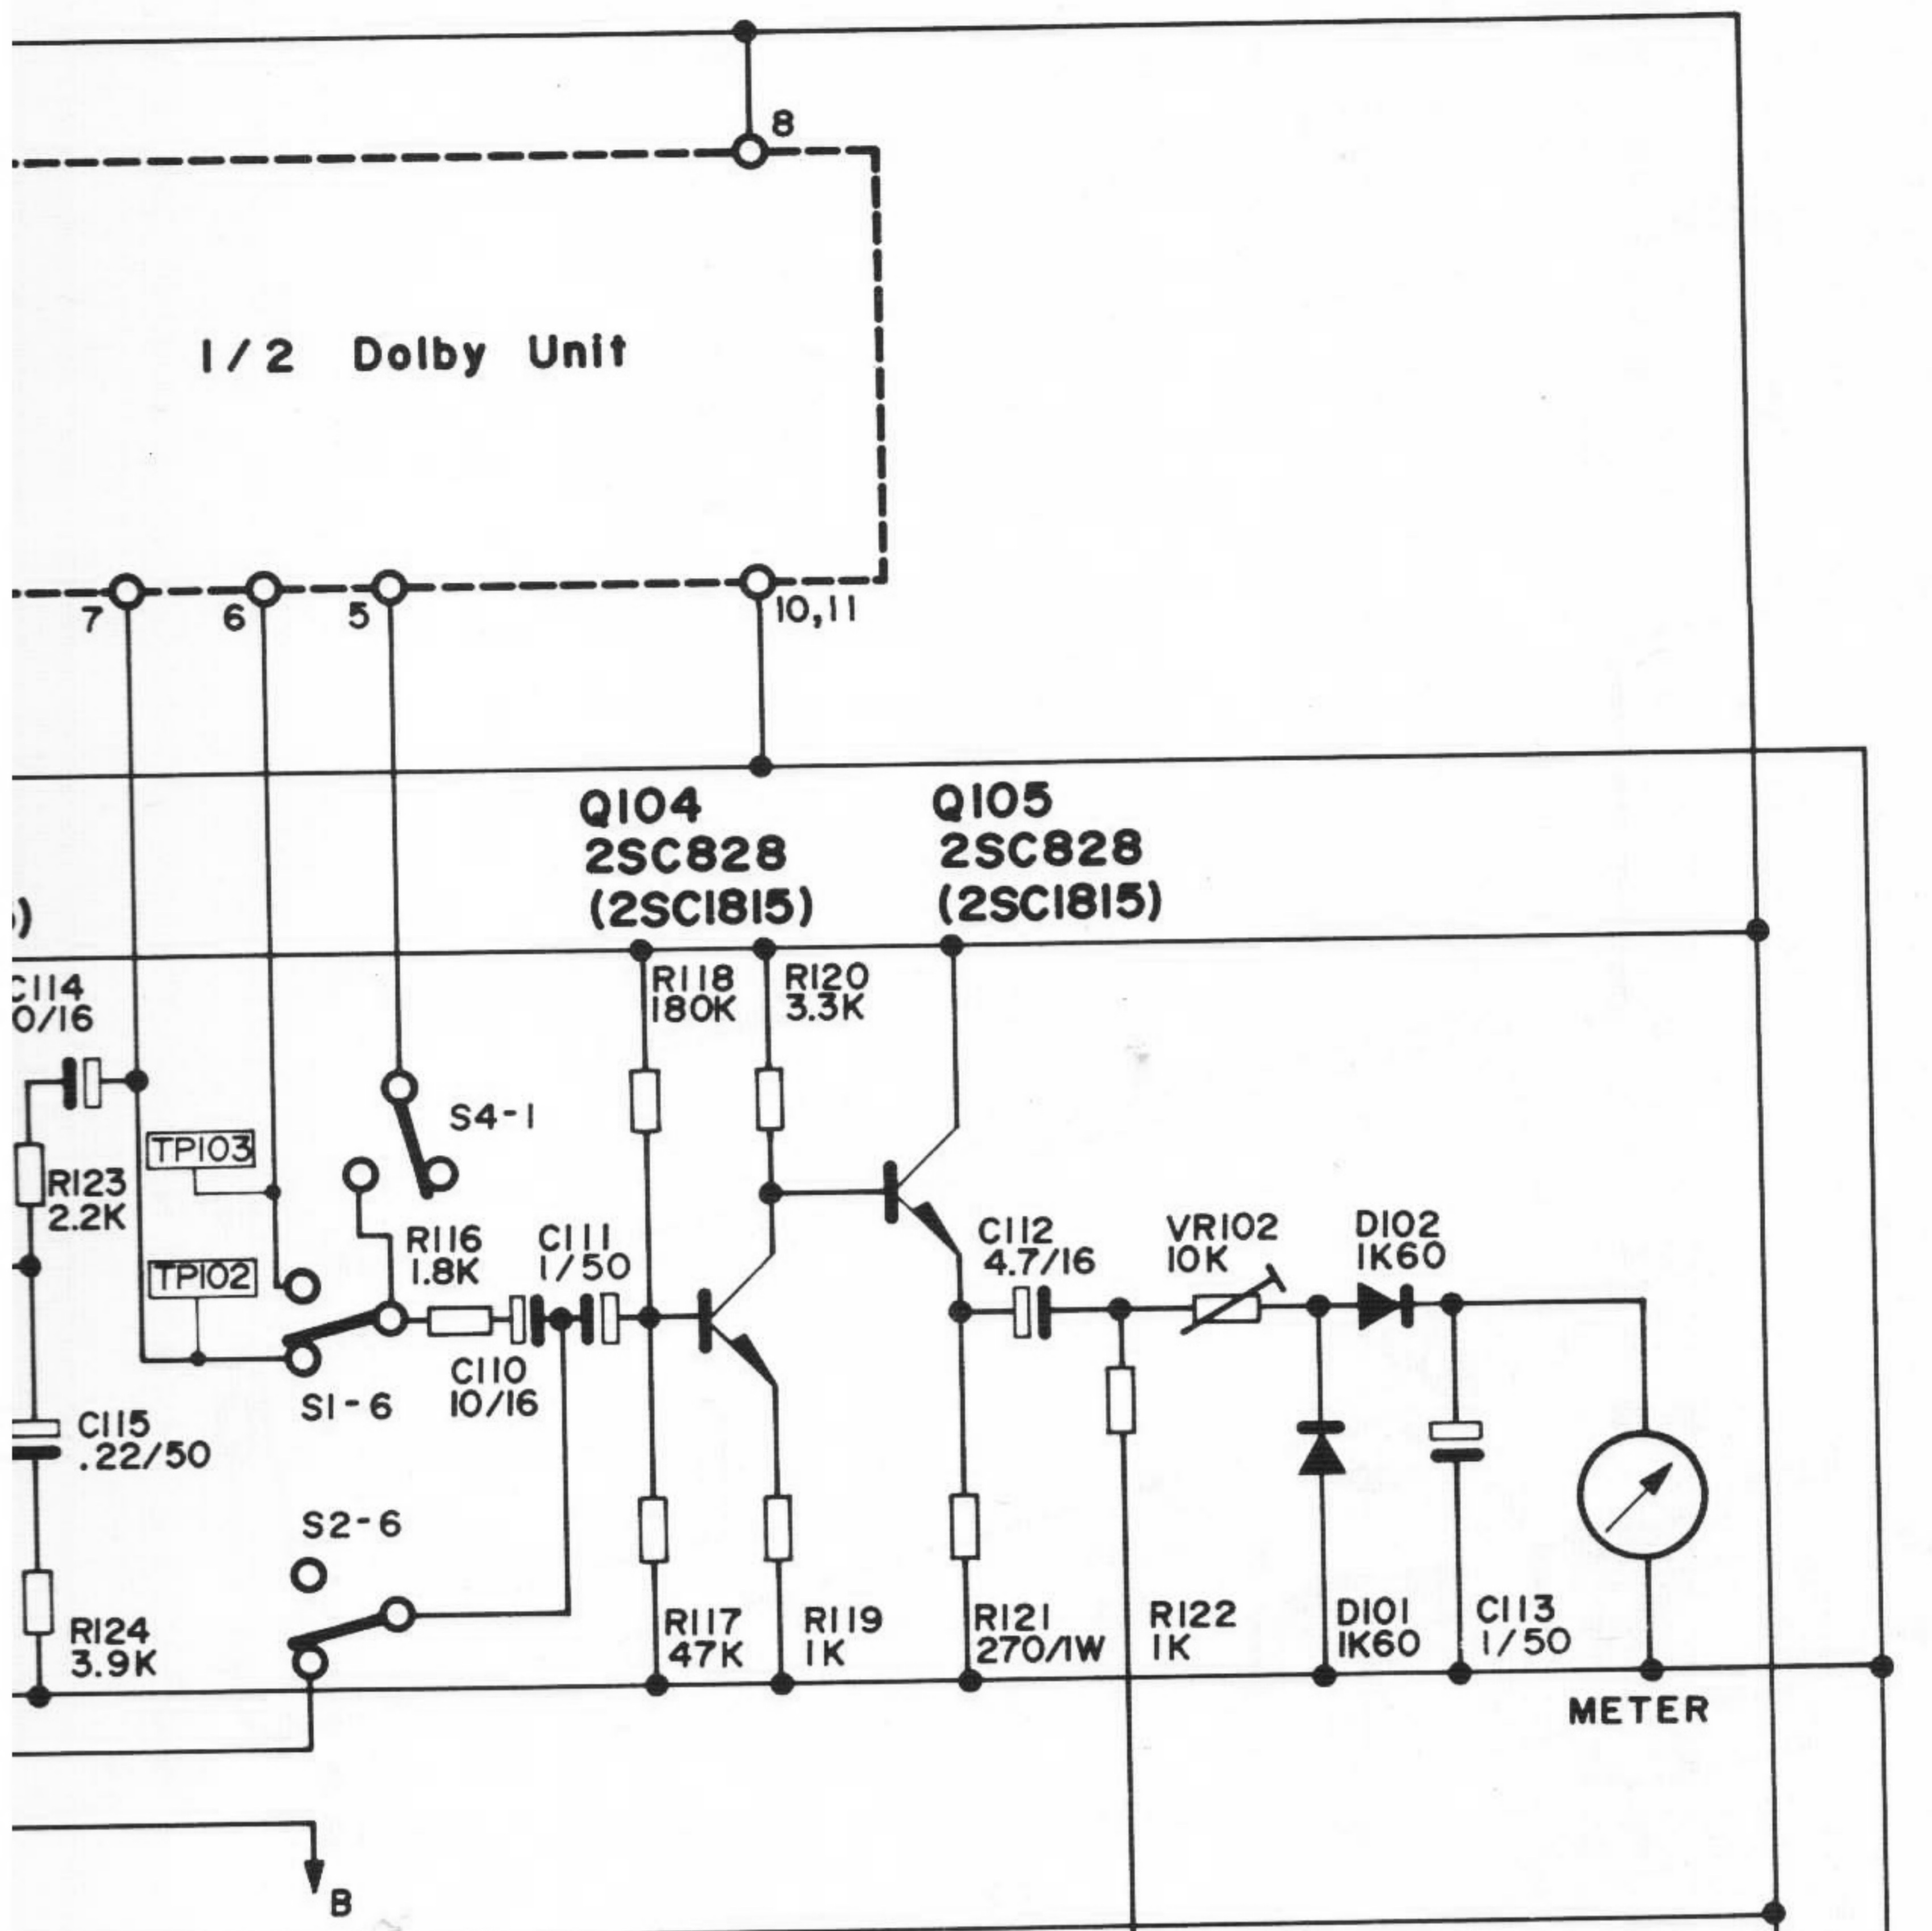 8
1/2 Dolby Unit
7
6
5
10,11
Q104
2SC828
(2SC1815)
Q105
2SC828
(2SC1815)
)
C114
0/16
R118
180K
R120
3.3K
S4-1
TP103
R123
2.2K
R116
1.8K
C111
1/50
C112
4.7/16
VR102
10K
D102
1K60
TP102
C110
10/16
S1-6
C115
.22/50
S2-6
R124
3.9K
R117
47K
R119
1K
R121
270/1W
R122
1K
D101
1K60
C113
1/50
METER
B